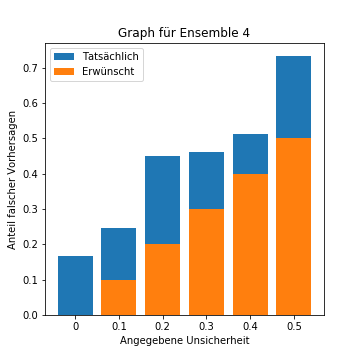 Graph für Ensemble 4
Tatsächlich
Erwünscht
Anteil falscher Vorhersagen
0.7
0.6
0.5
0.4
0.3
0.2
0.1
0.0
0 0.1 0.2 0.3 0.4 0.5
Angegebene Unsicherheit